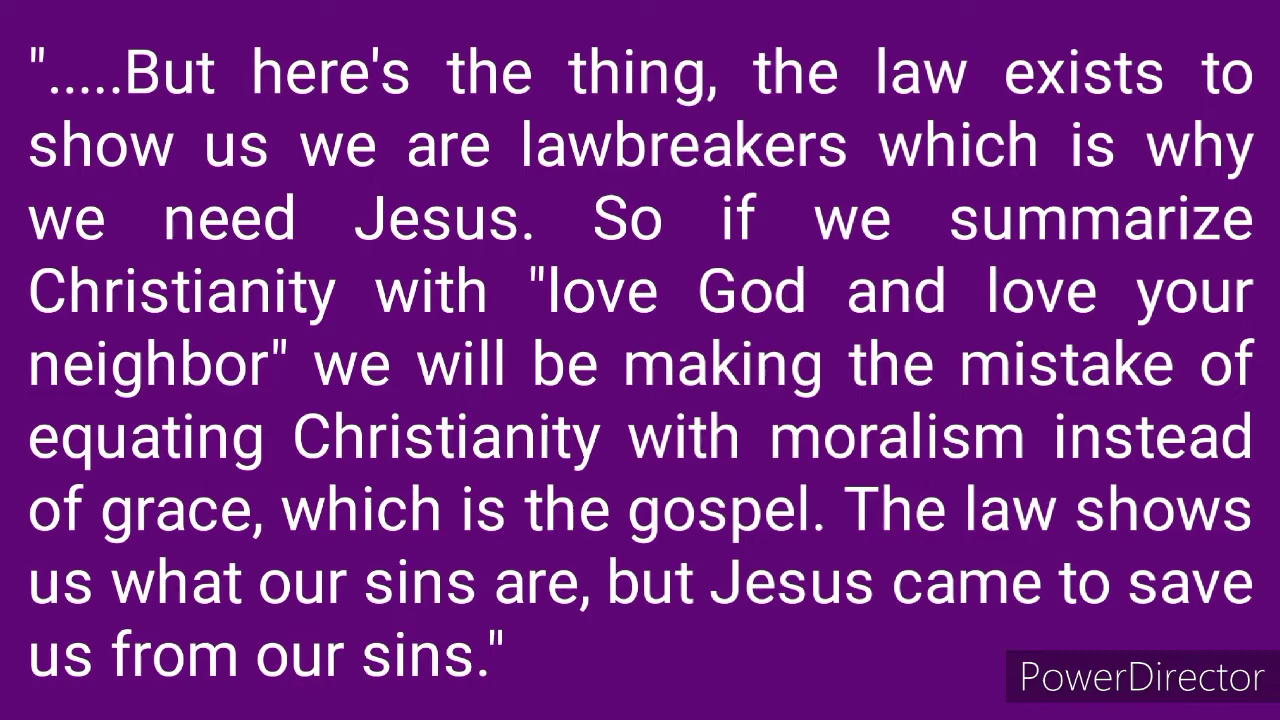 ".....But here's the thing, the law exists to
show us we are lawbreakers which is why
we need Jesus. So if we summarize
Christianity with "love God and love your
neighbor" we will be making the mistake of
equating Christianity with moralism instead
of grace, which is the gospel. The law shows
us what our sins are, but Jesus came to save
us from our sins."
PowerDirector